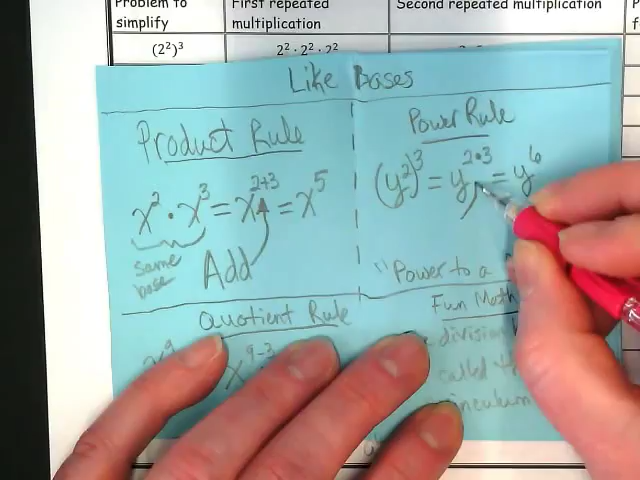 Problem to simplify
First repeated multiplication
Second repeated multiplication
(2²)³
2² · 2² · 2²
Like bases
Product Rule
x² · x³ = x²⁺³ = x⁵
same base
Add
Power Rule
(y²)³ = y²·³ = y⁶
"Power to a
Quotient Rule
x⁹⁻³
Fun Math
division
called